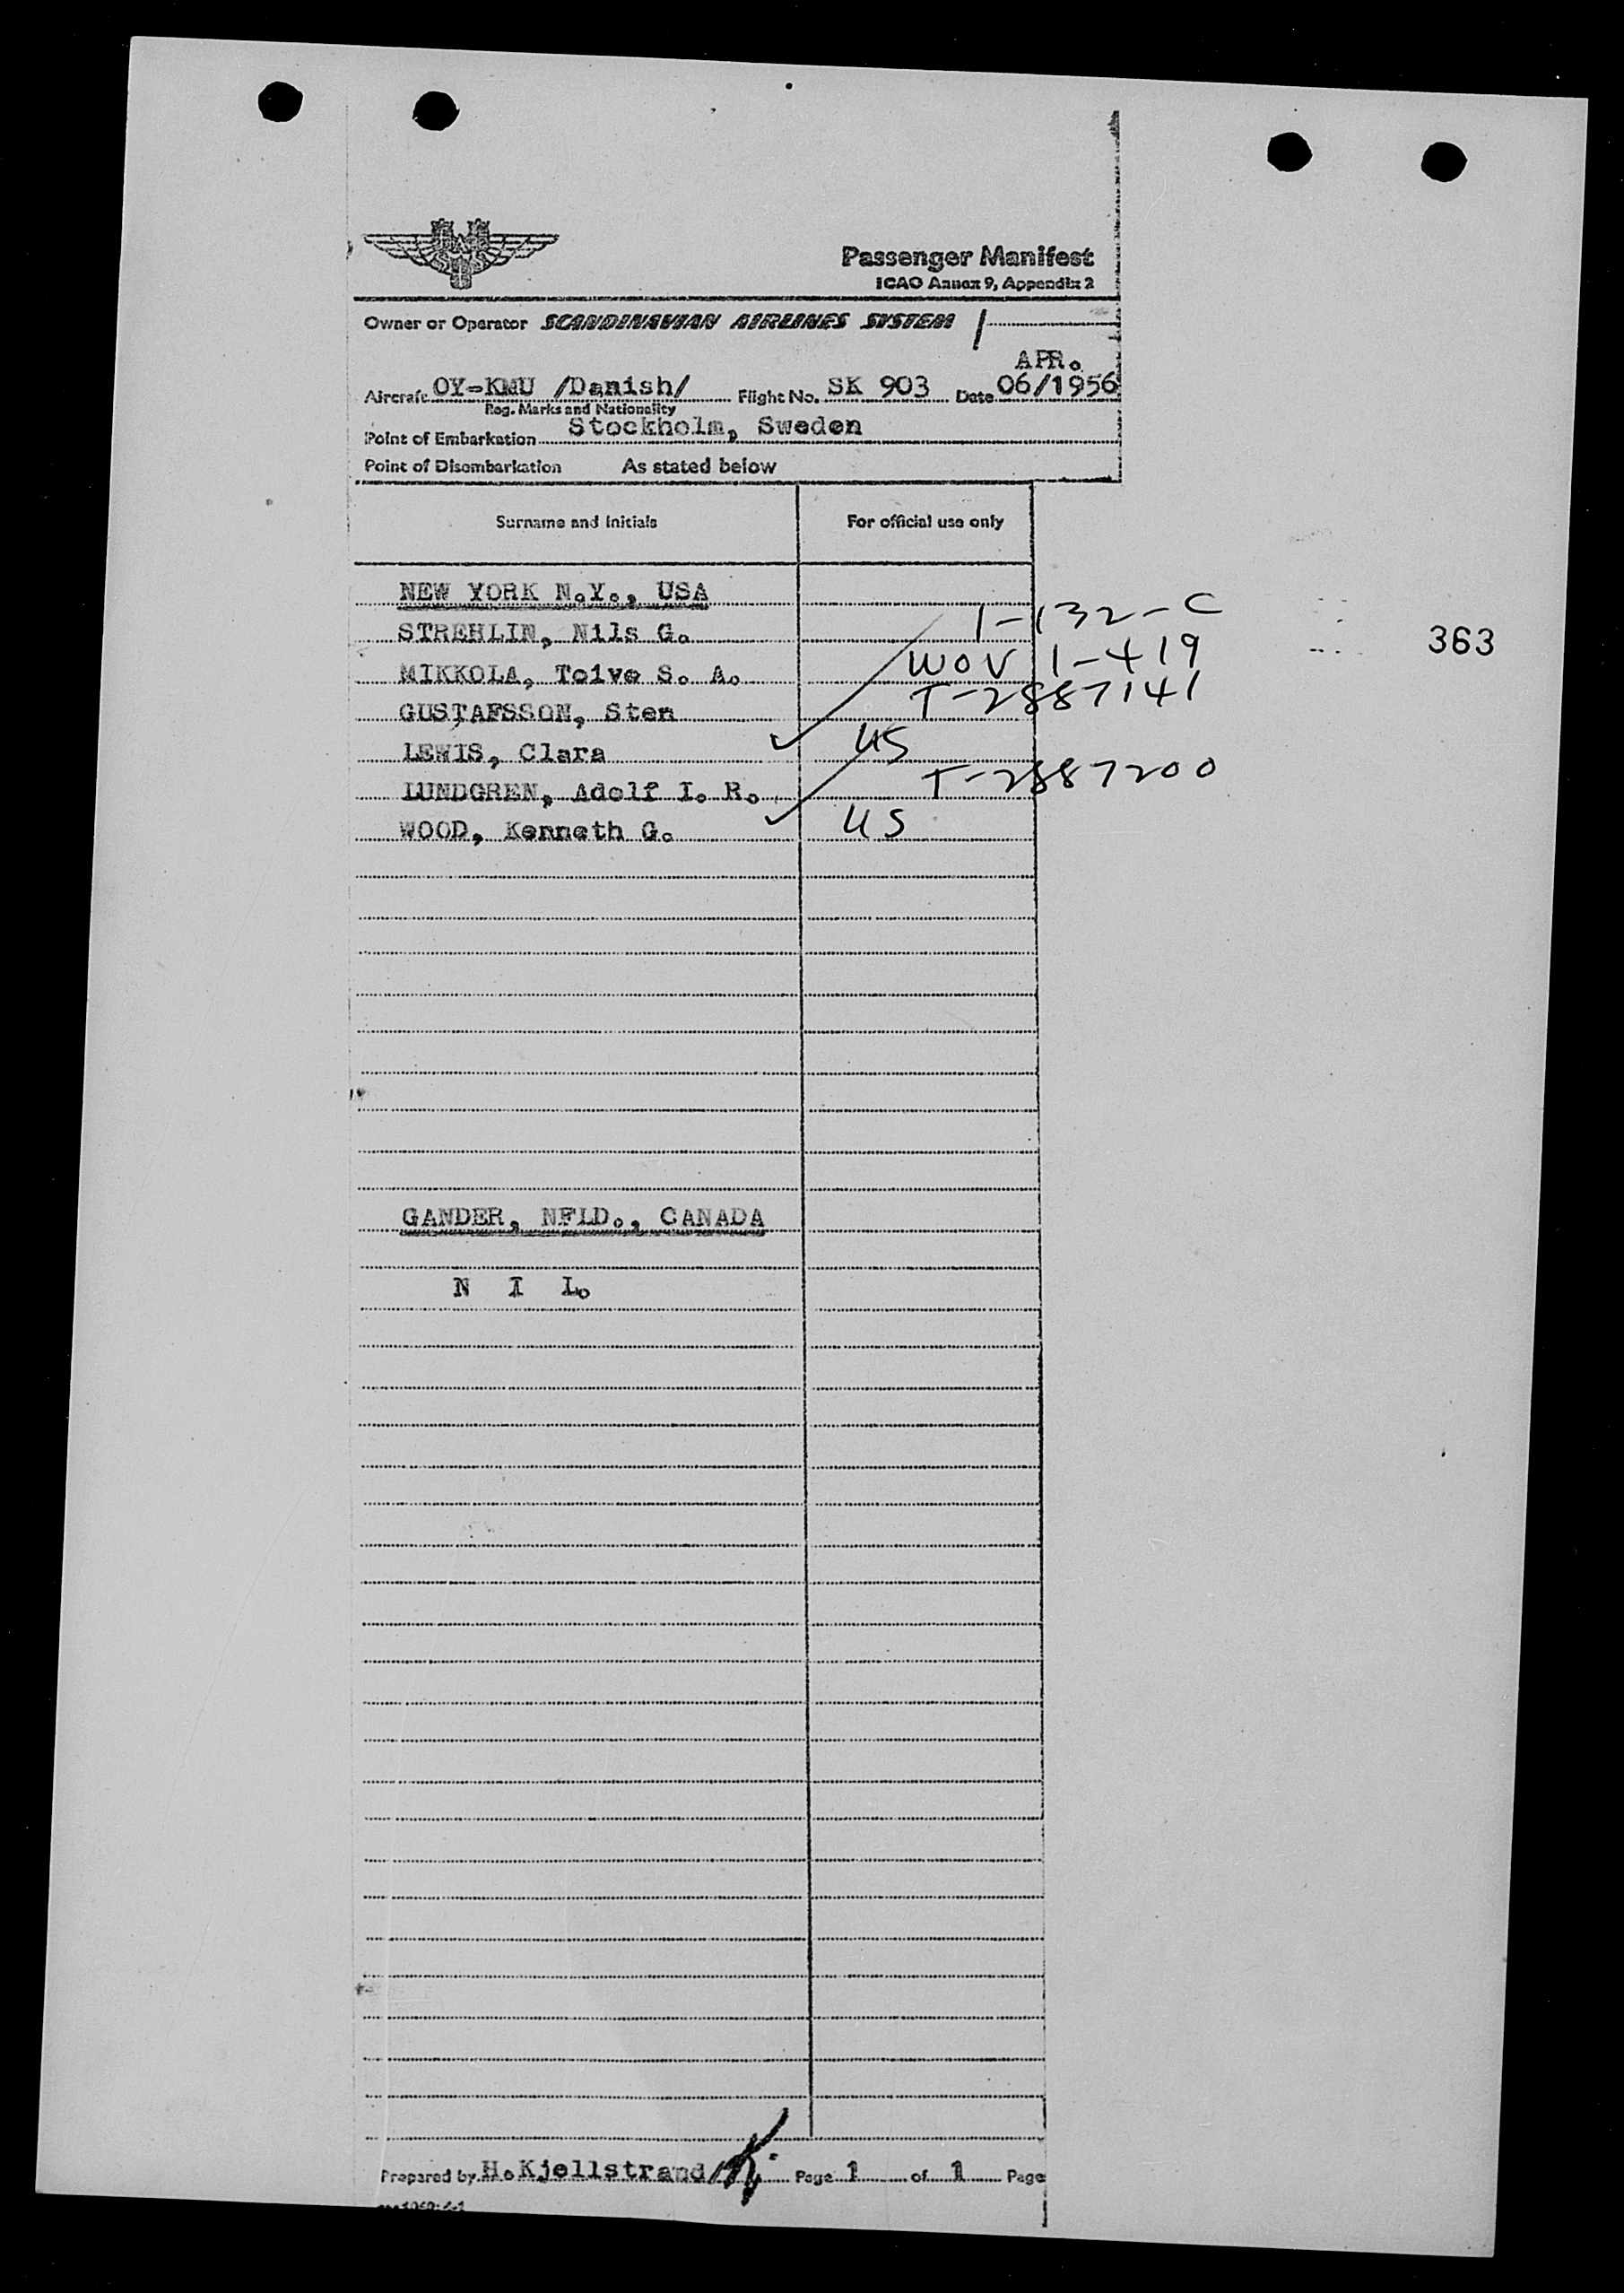 SAS
Passenger Manifest
ICAO Annex 9, Appendix 2
Owner or Operator SCANDINAVIAN AIRLINES SYSTEM
APR.
Aircraft OY-KMU /Danish/ Flight No. SK 903 Date 06/1956
Reg. Marks and Nationality
Point of Embarkation Stockholm, Sweden
Point of Disembarkation As stated below
Surname and Initials For official use only
NEW YORK N.Y., USA
STREHLIN, Nils G. 1-132-C
MIKKOLA, Toivo S. A. WOV 1-419
363
GUSTAFSSON, Sten T-2887141
LEWIS, Clara US
LUNDGREN, Adolf I. R. T-2887200
WOOD, Kenneth G. US
GANDER, NFLD., CANADA
N I L.
Prepared by H. Kjellstrand/ Page 1 of 1 Page